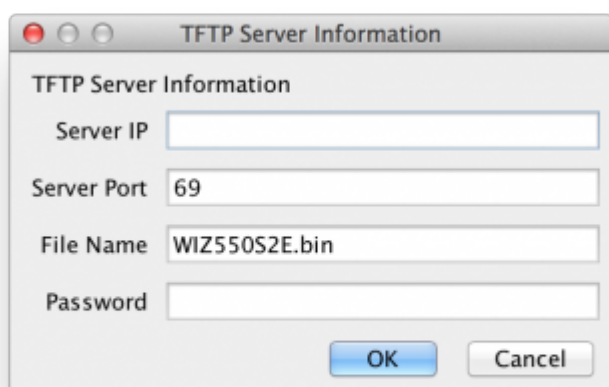 TFTP Server Information
TFTP Server Information
Server IP
Server Port 69
File Name WIZ550S2E.bin
Password
OK Cancel